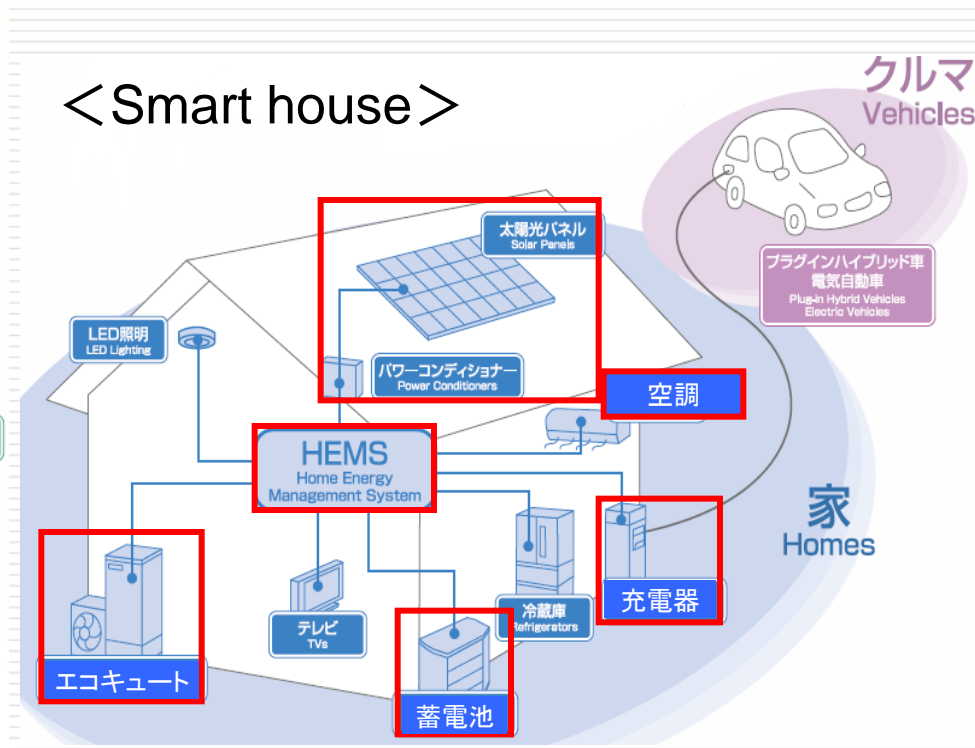 ＜Smart house＞
クルマ
Vehicles
太陽光パネル
Solar Panels
プラグインハイブリッド車
電気自動車
Plug-in Hybrid Vehicles
Electric Vehicles
LED照明
LED Lighting
パワーコンディショナー
Power Conditioners
空調
HEMS
Home Energy
Management System
家
Homes
充電器
冷蔵庫
Refrigerators
テレビ
TVs
エコキュート
蓄電池